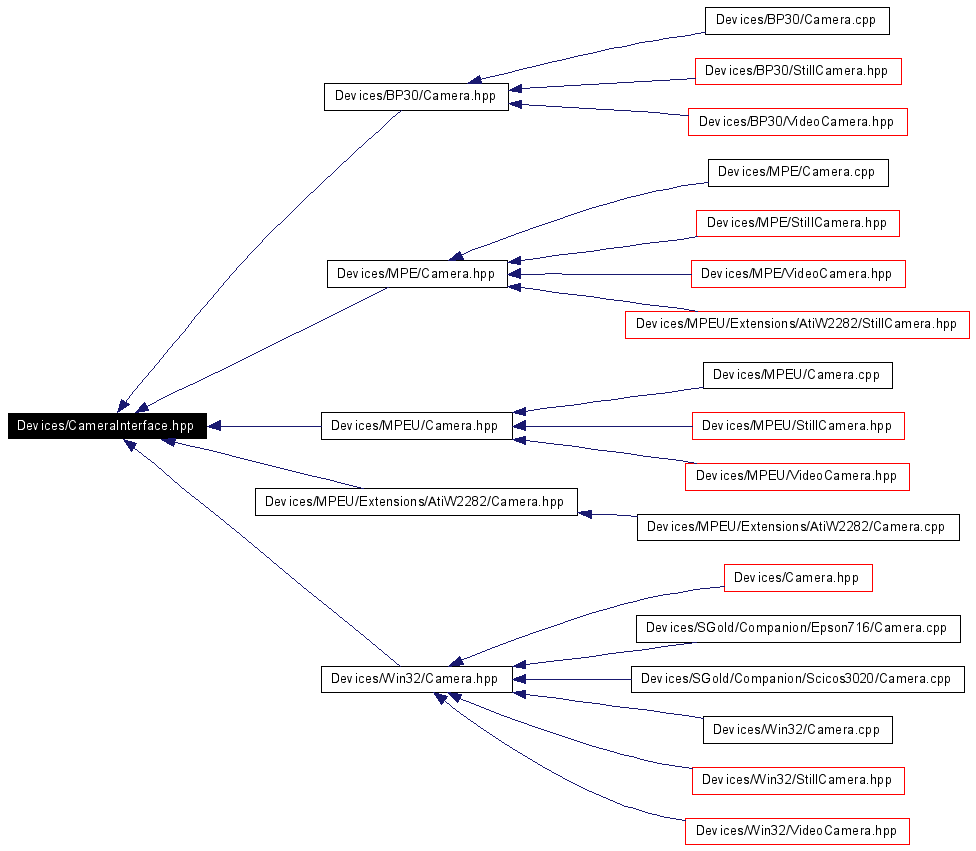 Devices/BP30/Camera.cpp
Devices/BP30/StillCamera.hpp
Devices/BP30/Camera.hpp
Devices/BP30/VideoCamera.hpp
Devices/MPE/Camera.cpp
Devices/MPE/StillCamera.hpp
Devices/MPE/Camera.hpp
Devices/MPE/VideoCamera.hpp
Devices/MPEU/Extensions/AtiW2282/StillCamera.hpp
Devices/MPEU/Camera.cpp
Devices/CameraInterface.hpp
Devices/MPEU/Camera.hpp
Devices/MPEU/StillCamera.hpp
Devices/MPEU/VideoCamera.hpp
Devices/MPEU/Extensions/AtiW2282/Camera.hpp
Devices/MPEU/Extensions/AtiW2282/Camera.cpp
Devices/Camera.hpp
Devices/SGold/Companion/Epson716/Camera.cpp
Devices/Win32/Camera.hpp
Devices/SGold/Companion/Scicos3020/Camera.cpp
Devices/Win32/Camera.cpp
Devices/Win32/StillCamera.hpp
Devices/Win32/VideoCamera.hpp